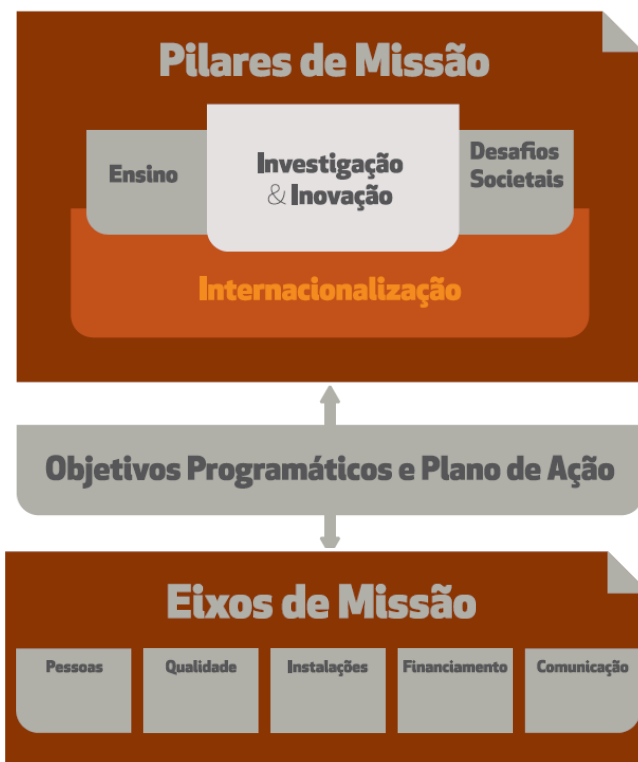 Pilares de Missão
Ensino
Investigação
& Inovação
Desafios
Societais
Internacionalização
Objetivos Programáticos e Plano de Ação
Eixos de Missão
Pessoas
Qualidade
Instalações
Financiamento
Comunicação